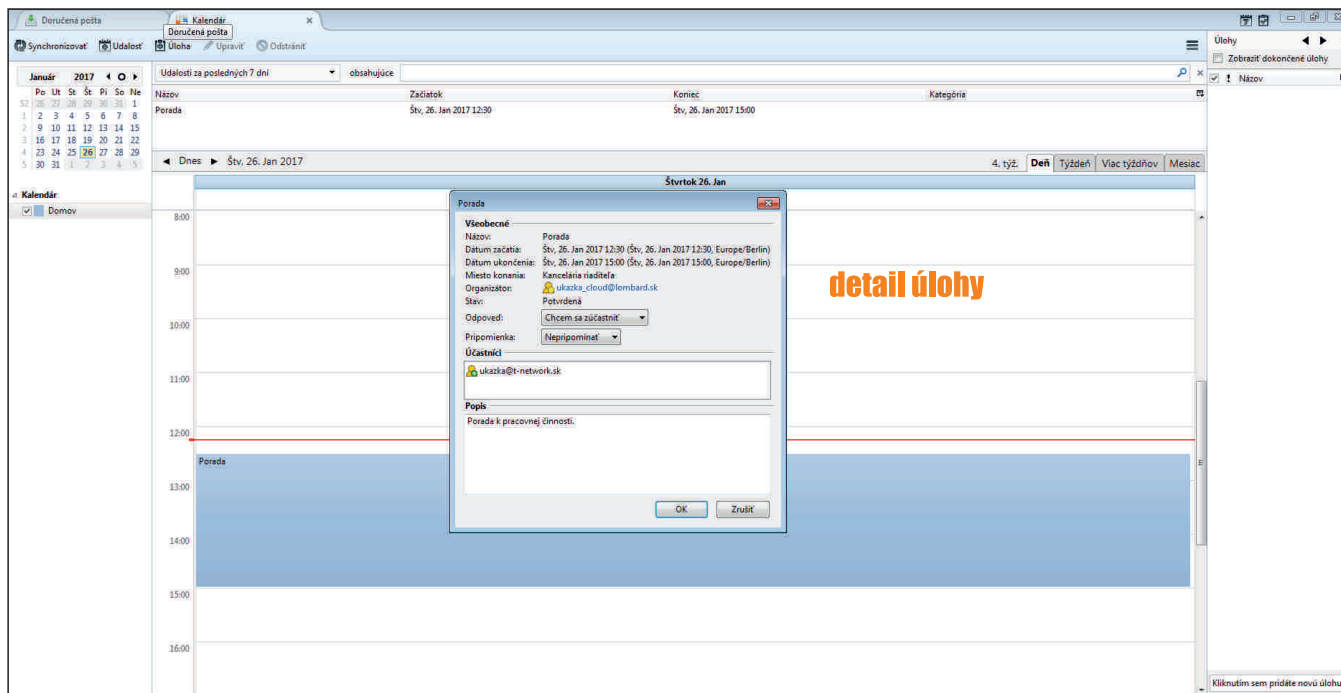 Doručená pošta
Kalendár
Doručená pošta
Synchronizovať Udalosť Úloha Upraviť Odstrániť
Január 2017
Po Ut St Št Pi So Ne
52 26 27 28 29 30 31 1
1 2 3 4 5 6 7 8
2 9 10 11 12 13 14 15
3 16 17 18 19 20 21 22
4 23 24 25 26 27 28 29
5 30 31 1 2 3 4 5
Kalendár
Domov
Udalosti za posledných 7 dní obsahujúce
Názov Začiatok Koniec Kategória
Porada Štv, 26. Jan 2017 12:30 Štv, 26. Jan 2017 15:00
Dnes Štv, 26. Jan 2017 4. týž. Deň Týždeň Viac týždňov Mesiac
Štvrtok 26. Jan
8:00
9:00
10:00
11:00
12:00
Porada
13:00
14:00
15:00
16:00
Porada
Všeobecné
Názov: Porada
Dátum začatia: Štv, 26. Jan 2017 12:30 (Štv, 26. Jan 2017 12:30, Europe/Berlin)
Dátum ukončenia: Štv, 26. Jan 2017 15:00 (Štv, 26. Jan 2017 15:00, Europe/Berlin)
Miesto konania: Kancelária riaditeľa
Organizátor: ukazka_cloud@lombard.sk
Stav: Potvrdená
Odpoveď: Chcem sa zúčastniť
Pripomienka: Nepripomínať
Účastníci
ukazka@t-network.sk
Popis
Porada k pracovnej činnosti.
OK Zrušiť
detail úlohy
Úlohy
Zobraziť dokončené úlohy
! Názov
Kliknutím sem pridáte novú úlohu